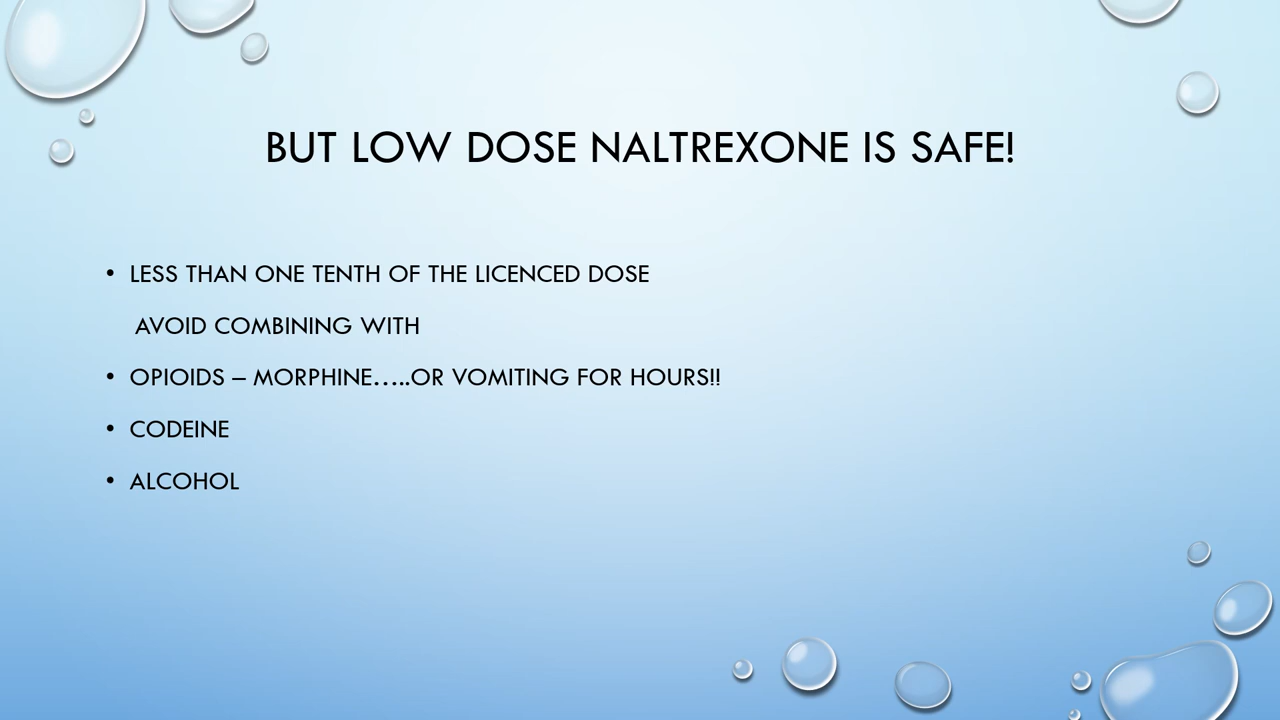 BUT LOW DOSE NALTREXONE IS SAFE!
• LESS THAN ONE TENTH OF THE LICENCED DOSE
AVOID COMBINING WITH
• OPIOIDS – MORPHINE…..OR VOMITING FOR HOURS!!
• CODEINE
• ALCOHOL